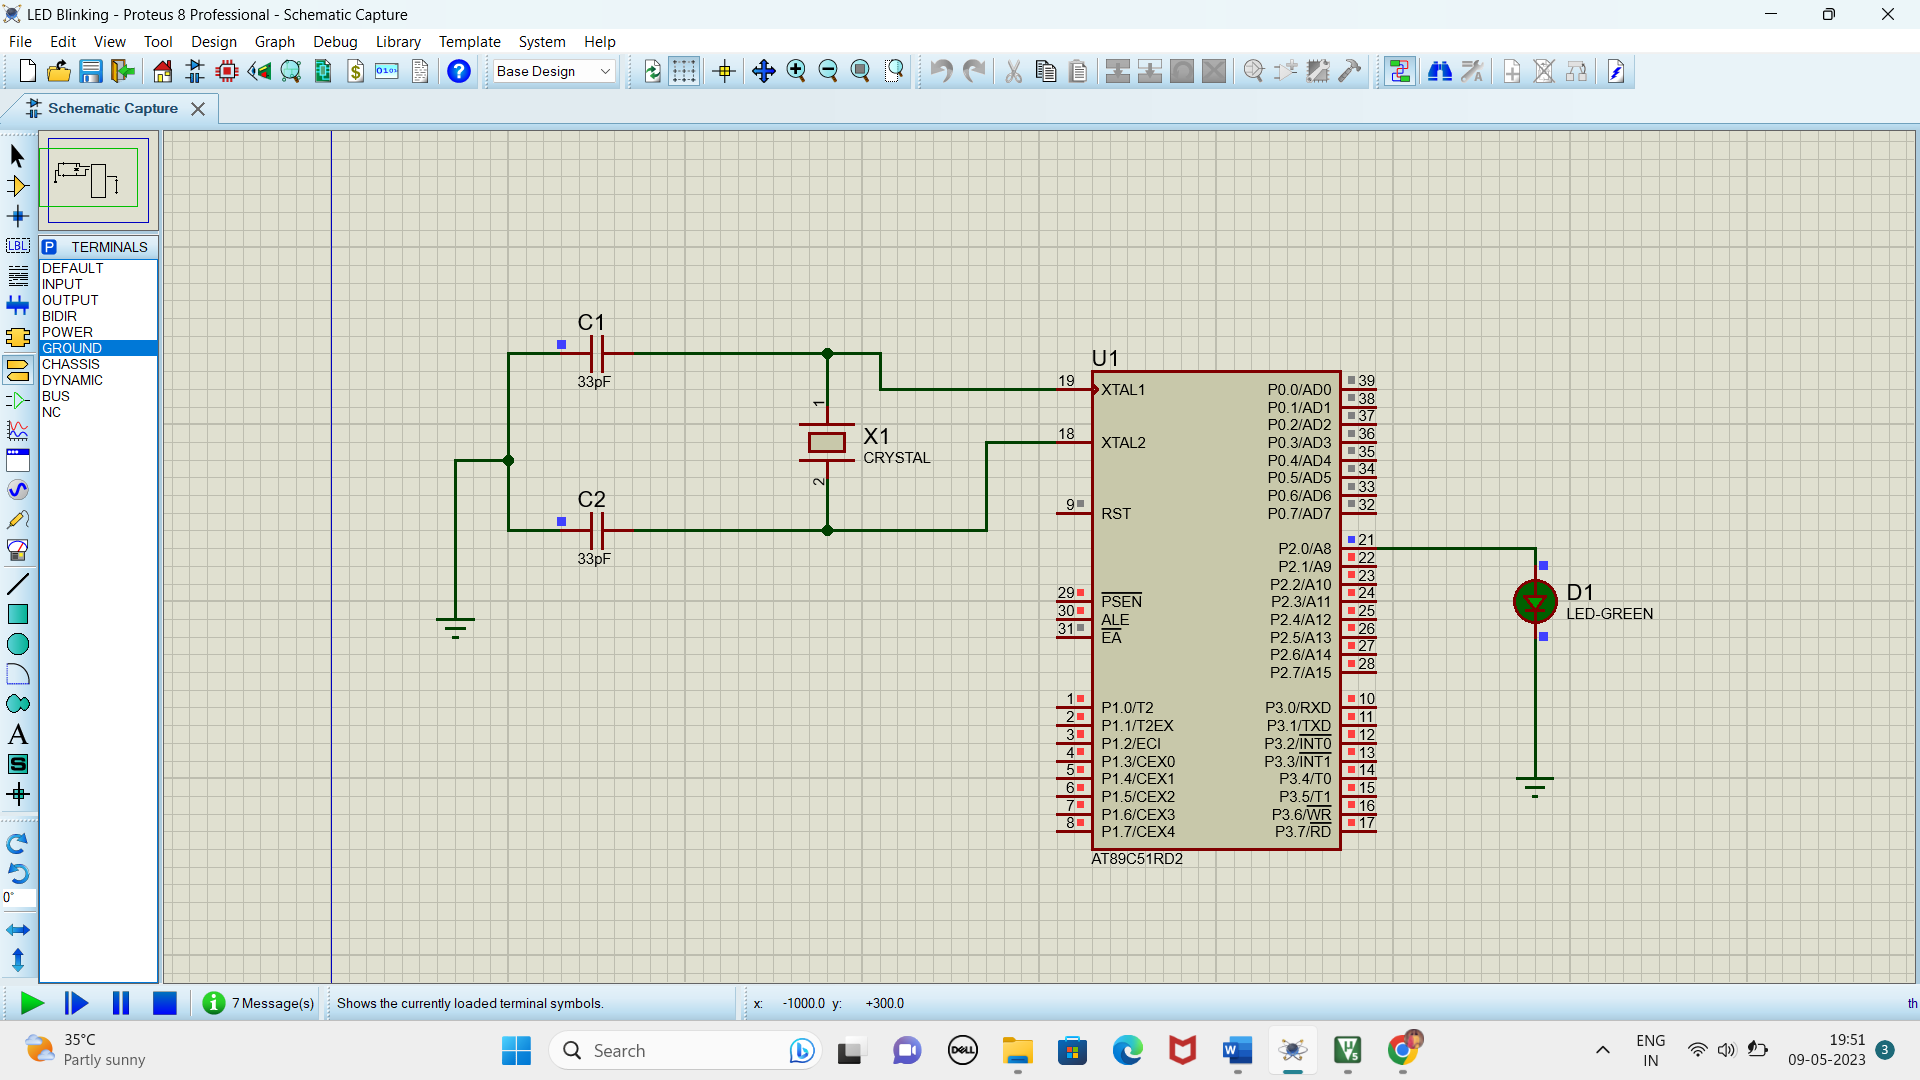 LED Blinking - Proteus 8 Professional - Schematic Capture
File Edit View Tool Design Graph Debug Library Template System Help
Base Design
Schematic Capture
P TERMINALS
DEFAULT
INPUT
OUTPUT
BIDIR
POWER
GROUND
CHASSIS
DYNAMIC
BUS
NC
LBL
A
S
0°
C1
33pF
C2
33pF
1
X1
CRYSTAL
2
U1
19 XTAL1
18 XTAL2
9 RST
29 PSEN
30 ALE
31 EA
1 P1.0/T2
2 P1.1/T2EX
3 P1.2/ECI
4 P1.3/CEX0
5 P1.4/CEX1
6 P1.5/CEX2
7 P1.6/CEX3
8 P1.7/CEX4
P0.0/AD0 39
P0.1/AD1 38
P0.2/AD2 37
P0.3/AD3 36
P0.4/AD4 35
P0.5/AD5 34
P0.6/AD6 33
P0.7/AD7 32
P2.0/A8 21
P2.1/A9 22
P2.2/A10 23
P2.3/A11 24
P2.4/A12 25
P2.5/A13 26
P2.6/A14 27
P2.7/A15 28
P3.0/RXD 10
P3.1/TXD 11
P3.2/INT0 12
P3.3/INT1 13
P3.4/T0 14
P3.5/T1 15
P3.6/WR 16
P3.7/RD 17
AT89C51RD2
D1
LED-GREEN
7 Message(s) Shows the currently loaded terminal symbols. x: -1000.0 y: +300.0 th
35°C
Partly sunny
Search
DELL
ENG
IN
19:51
09-05-2023
3